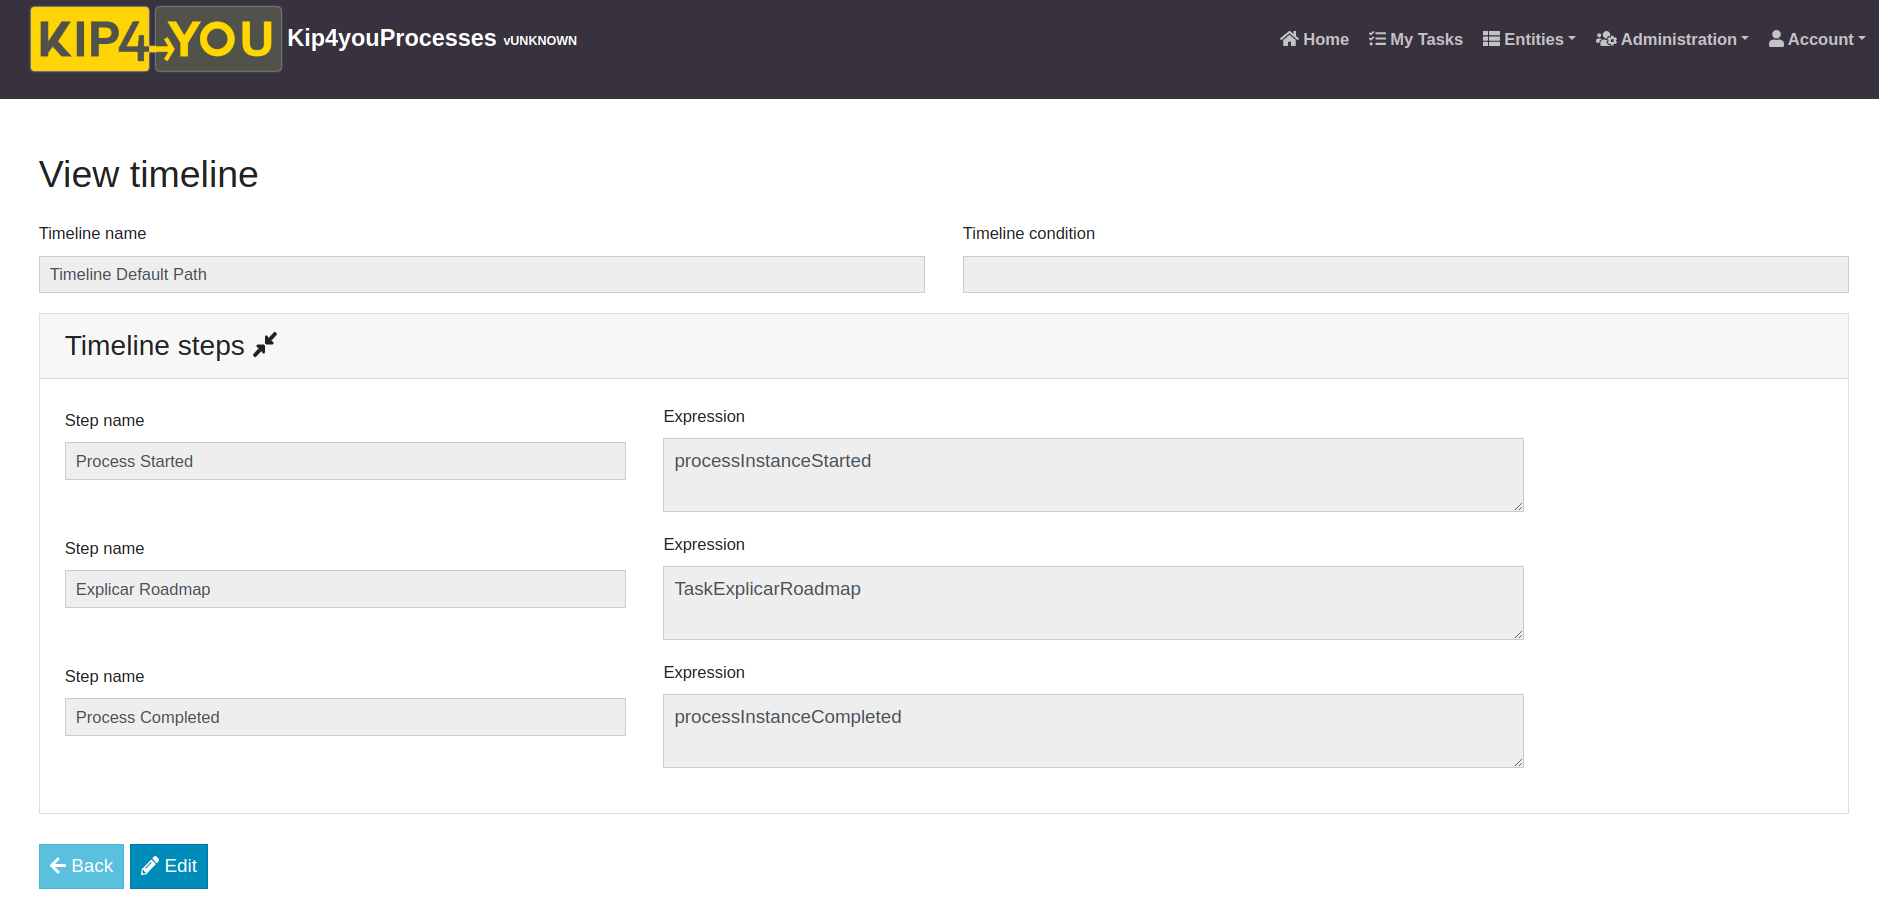 KIP4YOU Kip4youProcesses vUNKNOWN Home My Tasks Entities Administration Account
View timeline
Timeline name Timeline condition
Timeline Default Path
Timeline steps
Step name Expression
Process Started processInstanceStarted
Step name Expression
Explicar Roadmap TaskExplicarRoadmap
Step name Expression
Process Completed processInstanceCompleted
Back Edit